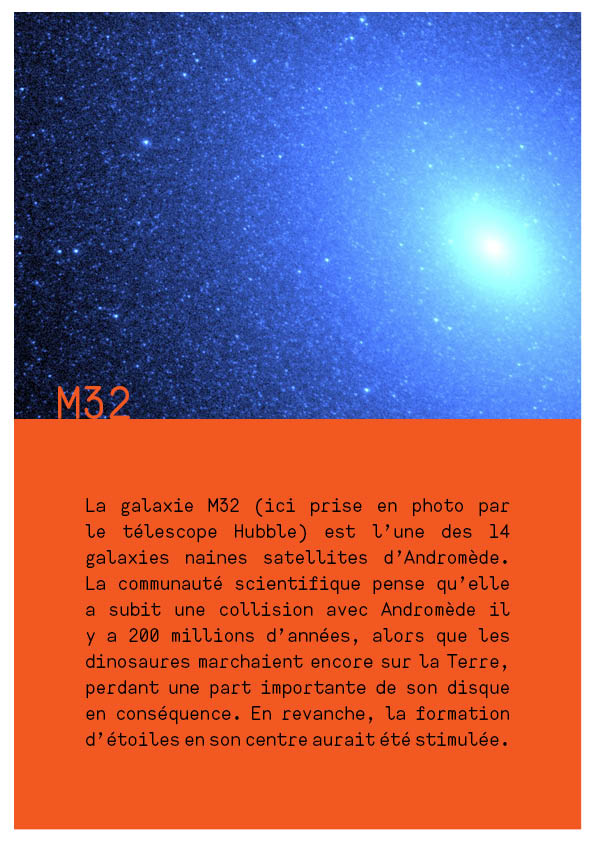 M32
La galaxie M32 (ici prise en photo par
le télescope Hubble) est l'une des 14
galaxies naines satellites d'Andromède.
La communauté scientifique pense qu'elle
a subit une collision avec Andromède il
y a 200 millions d'années, alors que les
dinosaures marchaient encore sur la Terre,
perdant une part importante de son disque
en conséquence. En revanche, la formation
d'étoiles en son centre aurait été stimulée.